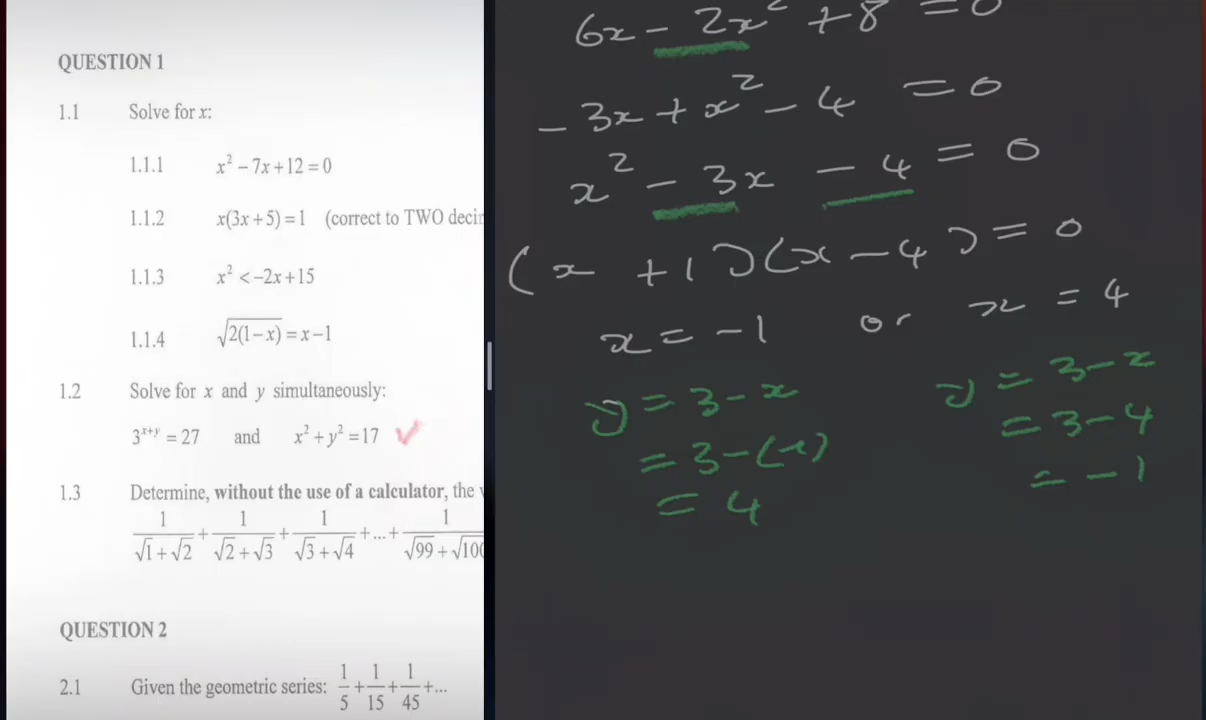 QUESTION 1
1.1 Solve for x:
1.1.1 x² – 7x + 12 = 0
1.1.2 x(3x + 5) = 1 (correct to TWO
1.1.3 x² < –2x + 15
1.1.4 √(2(1 – x)) = x – 1
1.2 Solve for x and y simultaneously:
3^(x+y) = 27 and x² + y² = 17
1.3 Determine, without the use of a calculator, the
1/(√1 + √2) + 1/(√2 + √3) + 1/(√3 + √4) + ... + 1/(√99 + √100
QUESTION 2
2.1 Given the geometric series: 1/5 + 1/15 + 1/45 + ...
6x – 2x² + 8 = 0
– 3x + x² – 4 = 0
x² – 3x – 4 = 0
(x + 1)(x – 4) = 0
x = –1 or x = 4
y = 3 – x y = 3 – x
= 3 – (–1) = 3 – 4
= 4 = –1